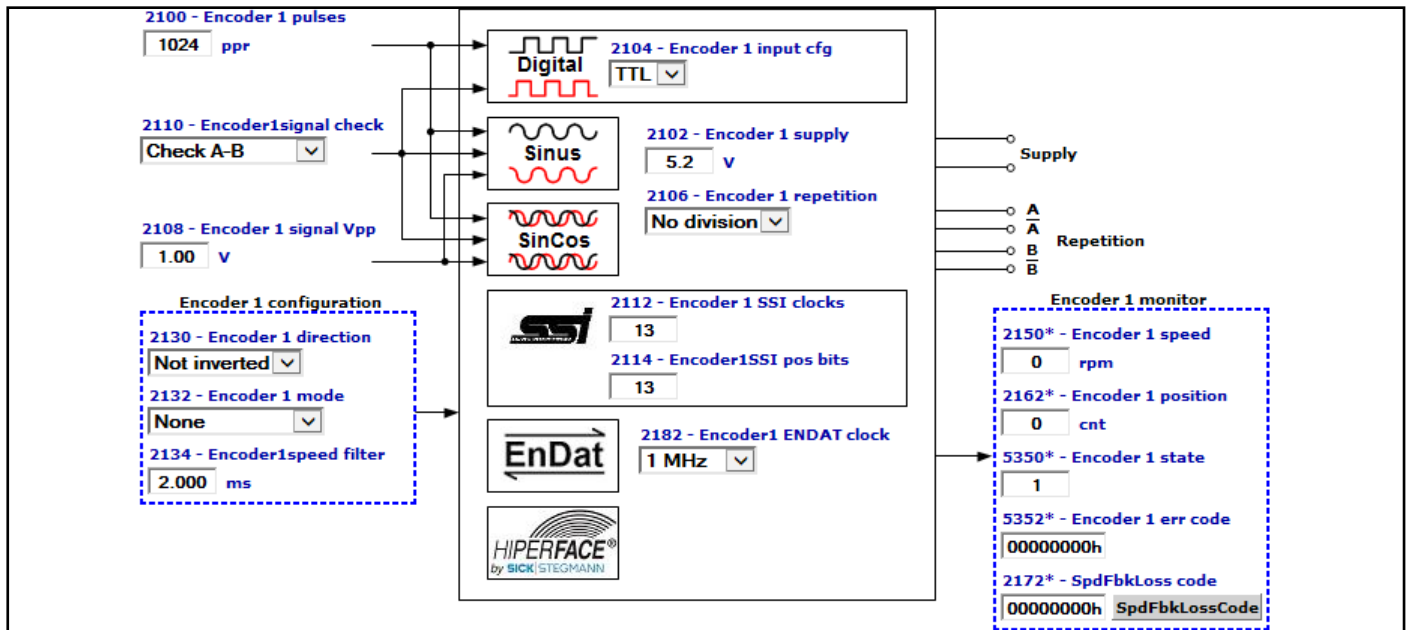 2100 - Encoder 1 pulses
1024 ppr
2110 - Encoder1signal check
Check A-B
2108 - Encoder 1 signal Vpp
1.00 V
Encoder 1 configuration
2130 - Encoder 1 direction
Not inverted
2132 - Encoder 1 mode
None
2134 - Encoder1speed filter
2.000 ms
Digital
2104 - Encoder 1 input cfg
TTL
Sinus
2102 - Encoder 1 supply
5.2 V
2106 - Encoder 1 repetition
No division
SinCos
SSI
2112 - Encoder 1 SSI clocks
13
2114 - Encoder1SSI pos bits
13
EnDat
2182 - Encoder1 ENDAT clock
1 MHz
HIPERFACE®
by SICK STEGMANN
Supply
A
A
B
B
Repetition
Encoder 1 monitor
2150* - Encoder 1 speed
0 rpm
2162* - Encoder 1 position
0 cnt
5350* - Encoder 1 state
1
5352* - Encoder 1 err code
00000000h
2172* - SpdFbkLoss code
00000000h SpdFbkLossCode